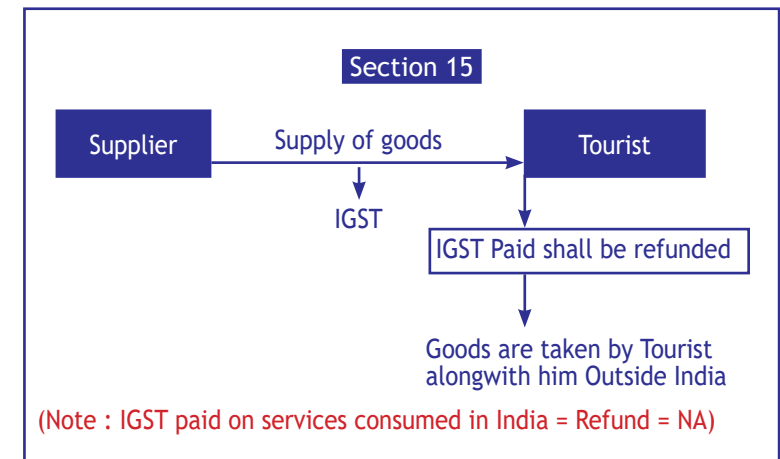 Section 15
Supplier
Supply of goods
Tourist
IGST
IGST Paid shall be refunded
Goods are taken by Tourist
alongwith him Outside India
(Note : IGST paid on services consumed in India = Refund = NA)